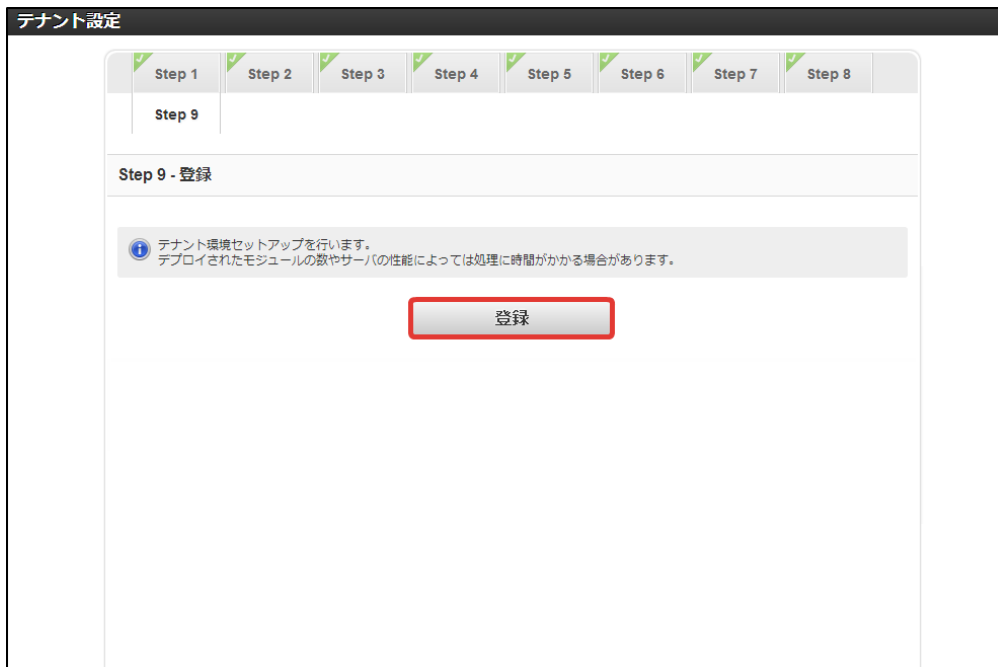 テナント設定
Step 1 Step 2 Step 3 Step 4 Step 5 Step 6 Step 7 Step 8
Step 9
Step 9 - 登録
テナント環境セットアップを行います。
デプロイされたモジュールの数やサーバの性能によっては処理に時間がかかる場合があります。
登録